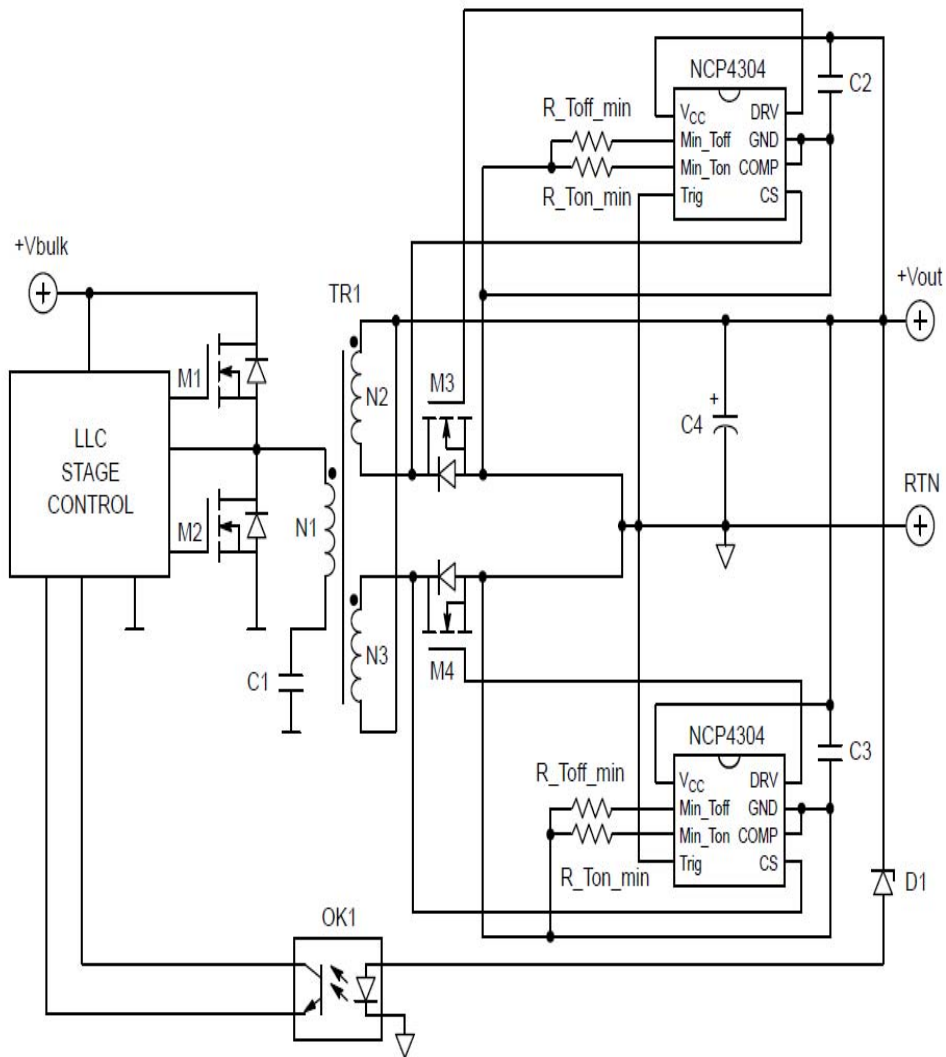 NCP4304
C2
R_Toff_min
V_CC DRV
Min_Toff GND
Min_Ton COMP
R_Ton_min
Trig CS
+Vbulk
+Vout
TR1
M1
M3
N2
+
C4
LLC
STAGE
CONTROL
RTN
M2
N1
N3
M4
C1
NCP4304
C3
R_Toff_min
V_CC DRV
Min_Toff GND
Min_Ton COMP
R_Ton_min
Trig CS
D1
OK1